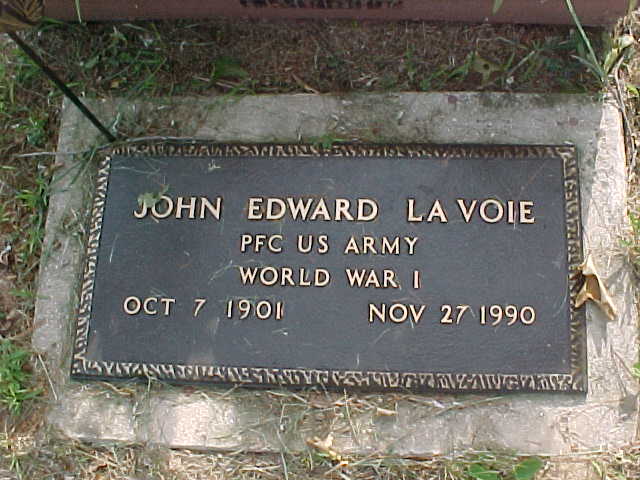 JOHN EDWARD LA VOIE
PFC US ARMY
WORLD WAR I
OCT 7 1901 NOV 27 1990